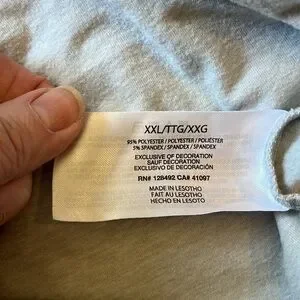 XXL/TTG/XXG
95% POLYESTER / POLYESTER / POLIÉSTER
5% SPANDEX / SPANDEX / SPANDEX
EXCLUSIVE OF DECORATION
SAUF DÉCORATION
EXCLUSIVO DE DECORACIÓN
RN# 128492 CA# 41097
MADE IN LESOTHO
FAIT AU LESOTHO
HECHO EN LESOTO